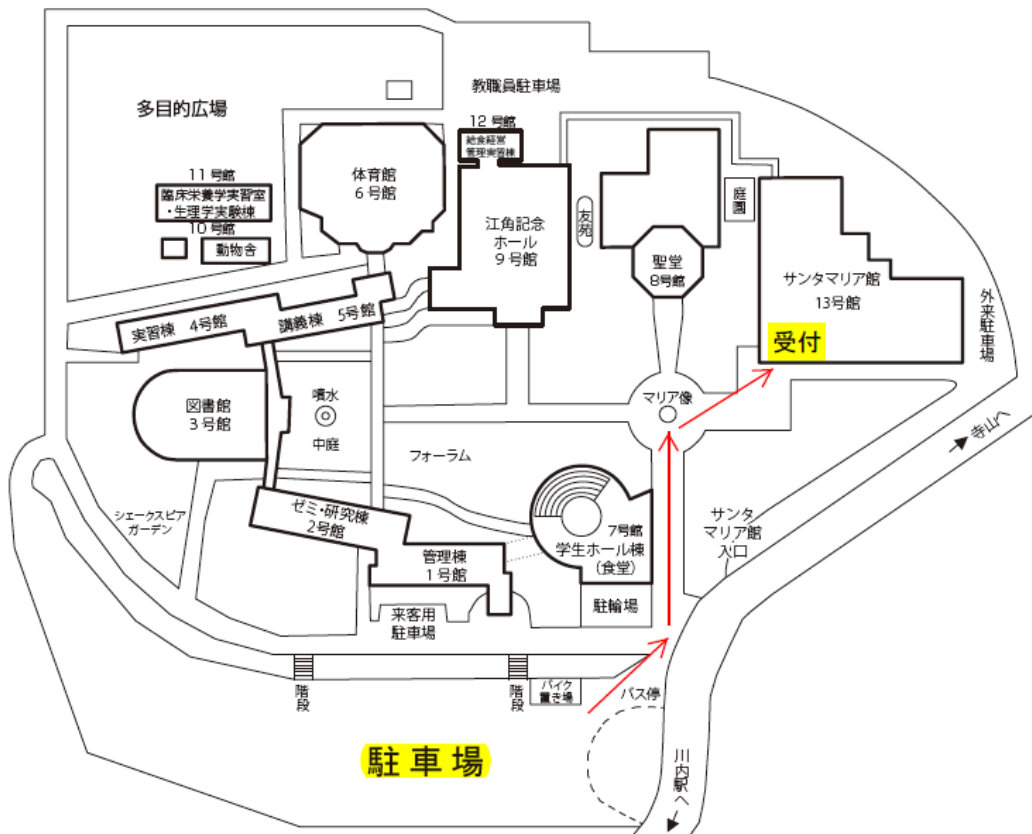 教職員駐車場
多目的広場
12 号館
給食経営
管理実習棟
体育館
6 号館
11 号館
臨床栄養学実習室
・生理学実験棟
10 号館
動物舎
江角記念
ホール
9 号館
友苑
庭園
聖堂
8号館
サンタマリア館
13号館
外来駐車場
受付
実習棟 4号館
講義棟 5号館
図書館
3 号館
噴水
中庭
マリア像
フォーラム
寺山へ
シェークスピア
ガーデン
ゼミ・研究棟
2号館
管理棟
1 号館
7号館
学生ホール棟
(食堂)
サンタ
マリア館
入口
来客用
駐車場
駐輪場
階段
階段
バイク
置き場
バス停
駐車場
川内駅へ